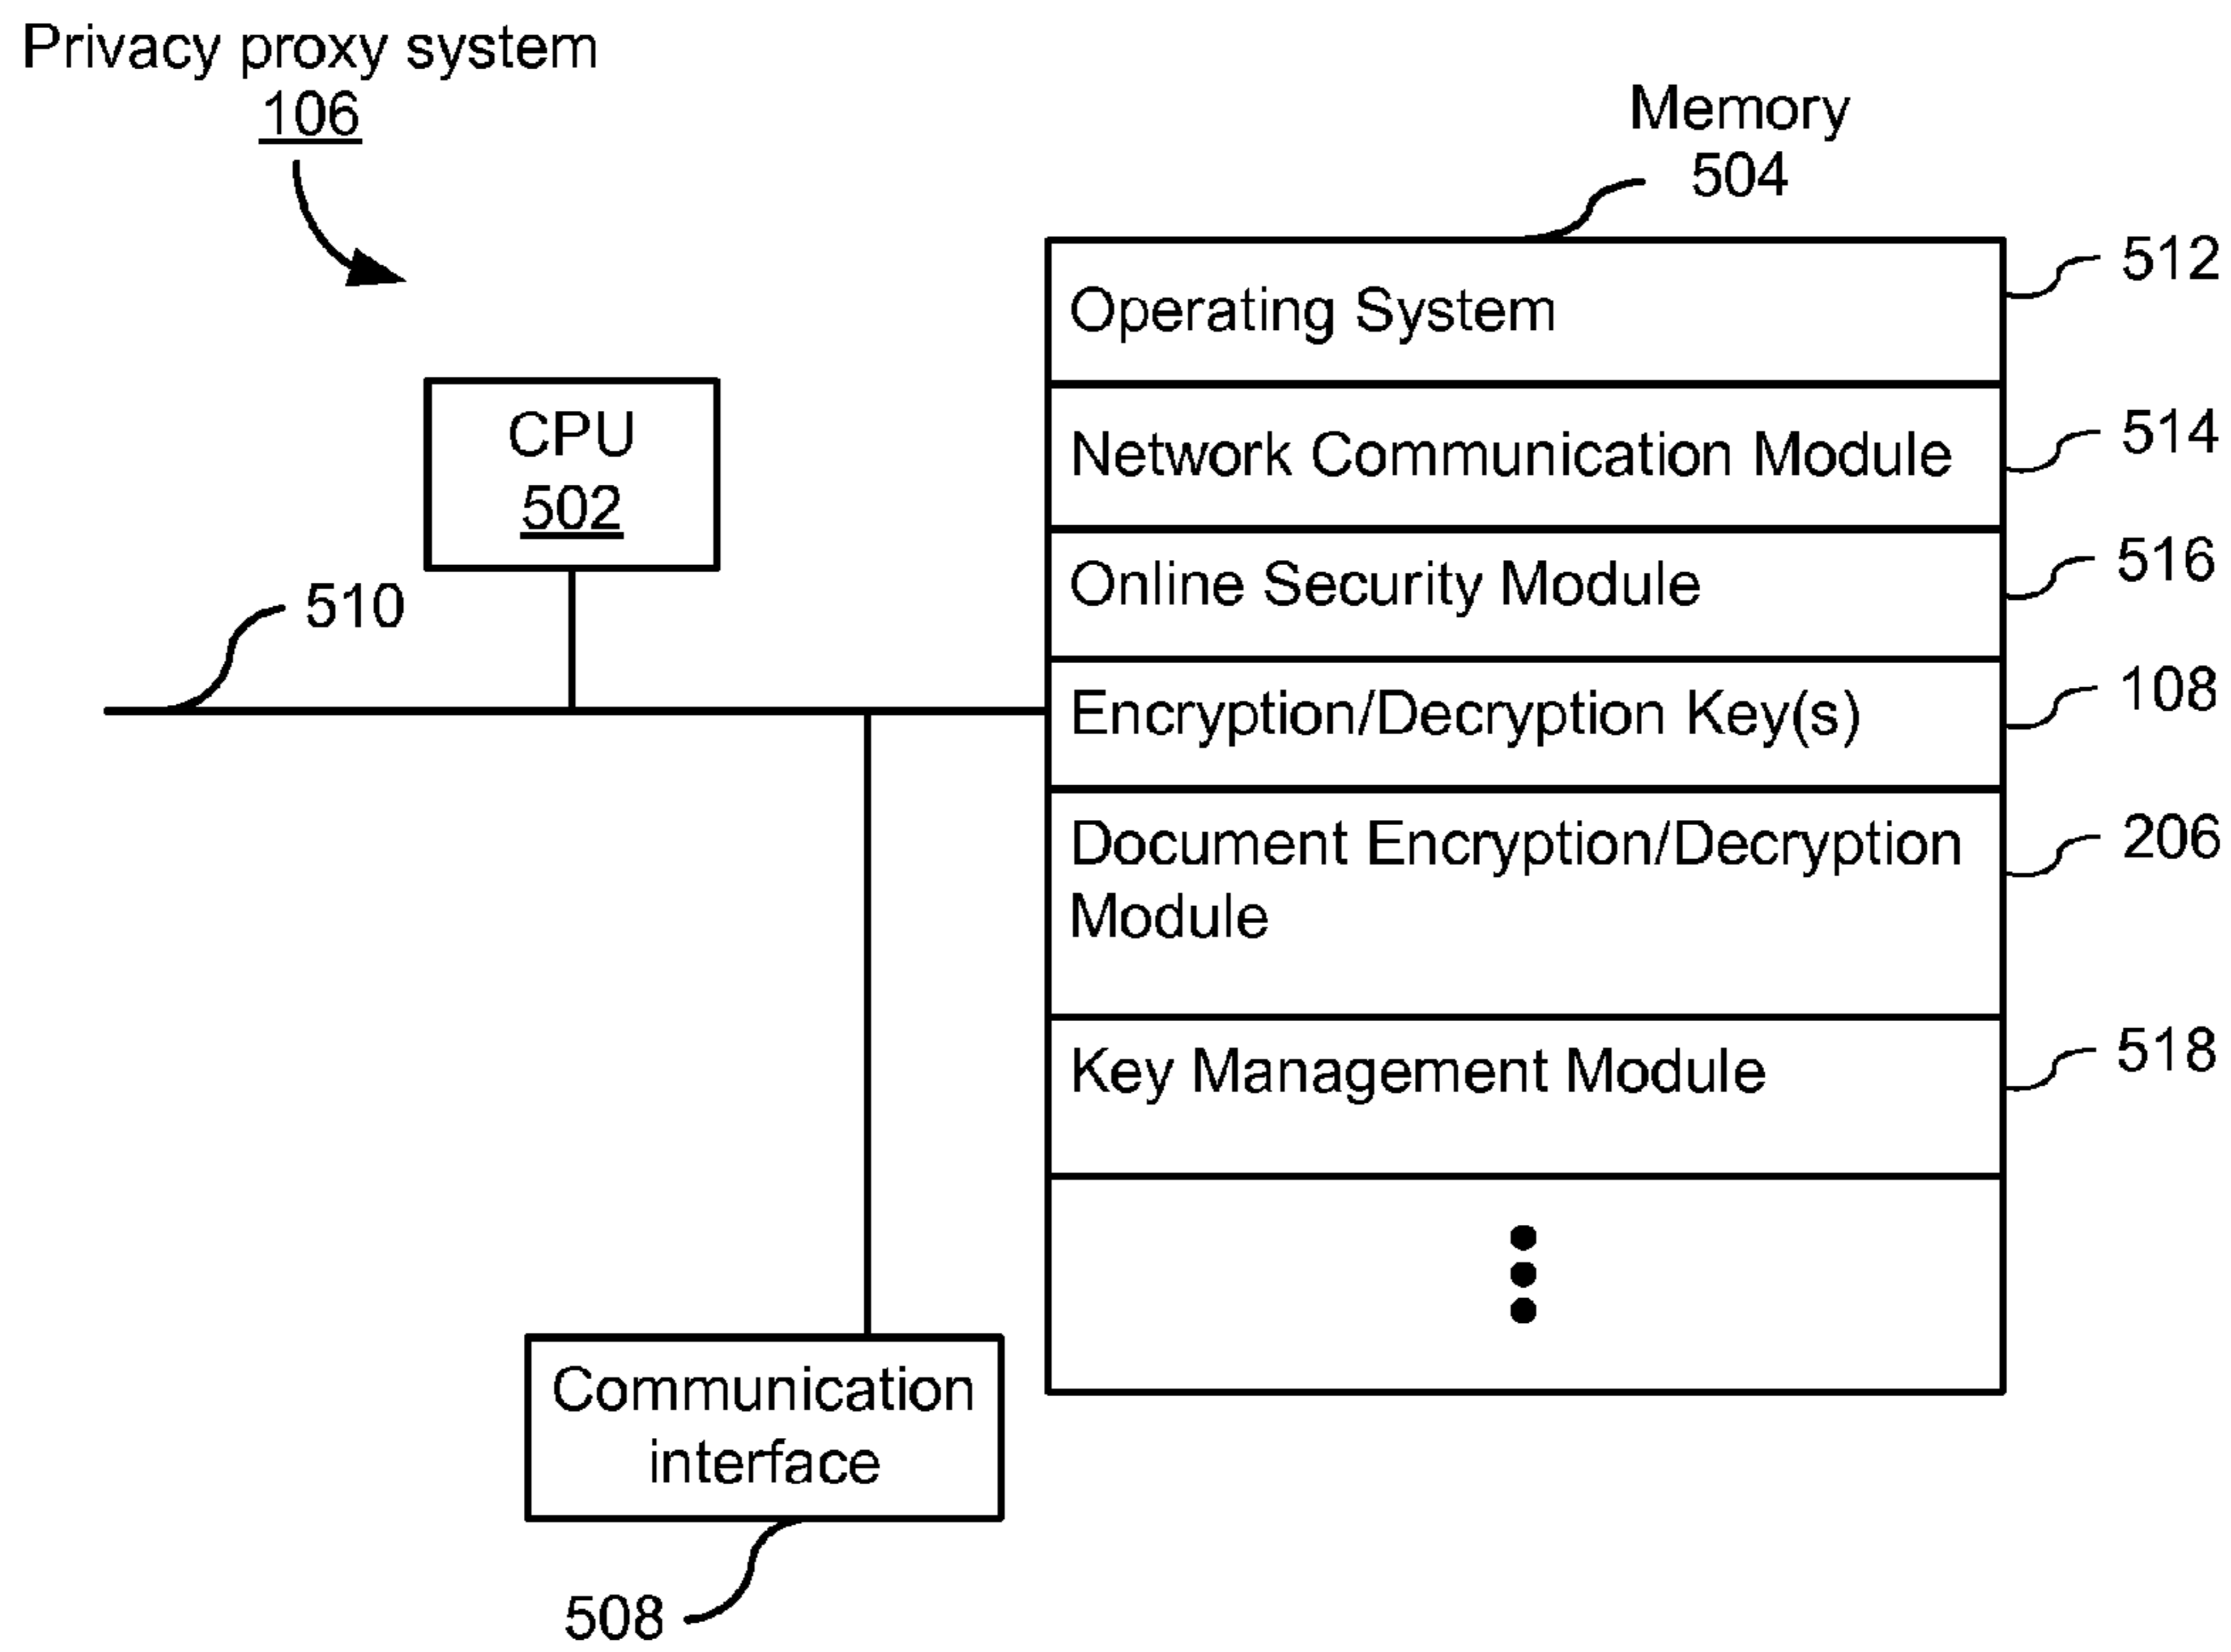 Privacy proxy system
106
Memory
504
Operating System
512
CPU
502
Network Communication Module
514
Online Security Module
516
510
Encryption/Decryption Key(s)
108
Document Encryption/Decryption
Module
206
Key Management Module
518
Communication
interface
508